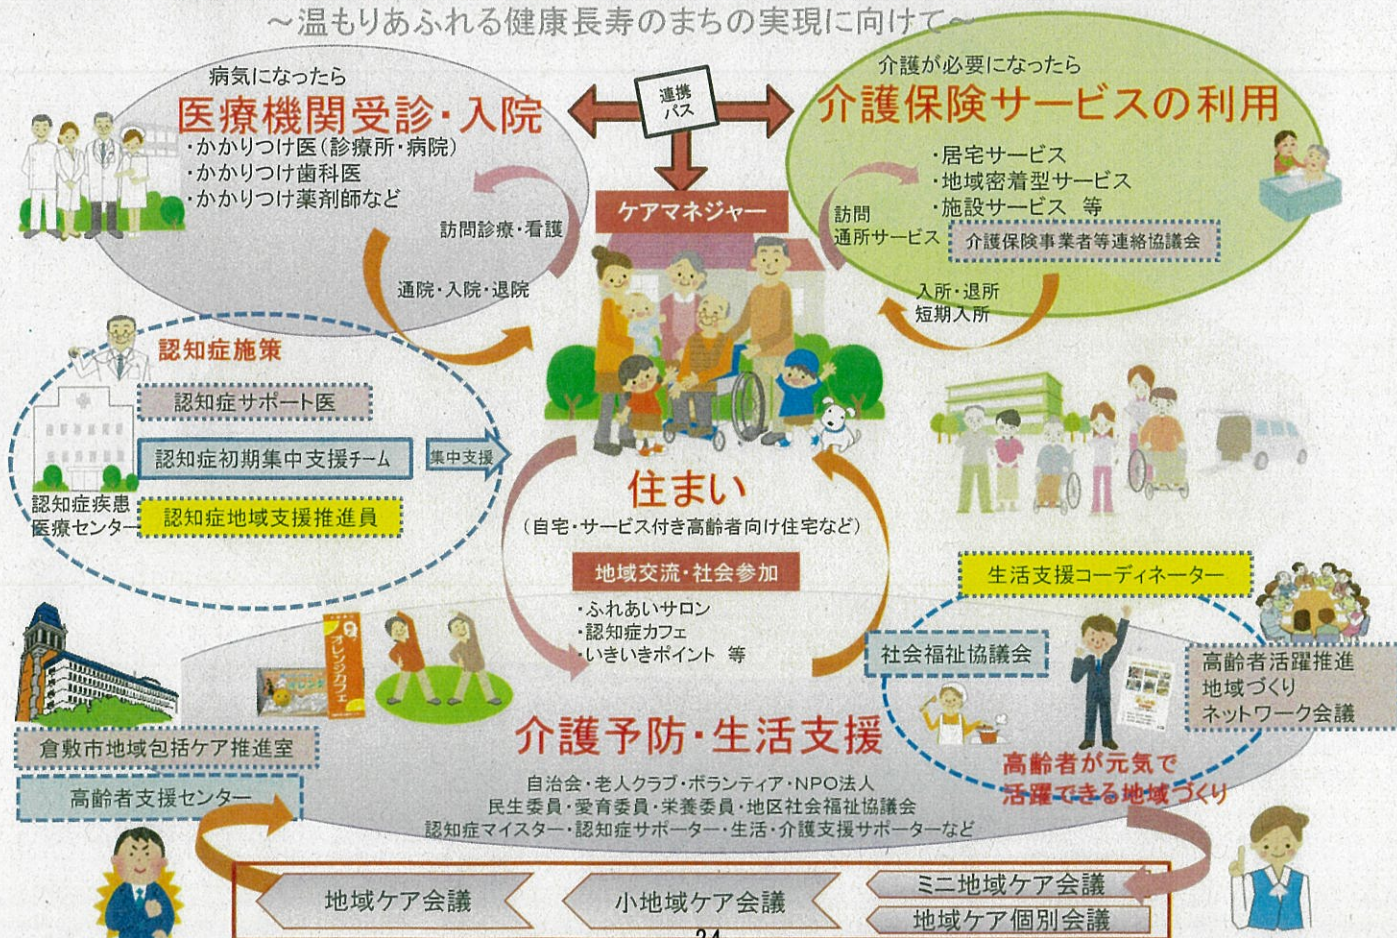 ～温もりあふれる健康長寿のまちの実現に向けて～
病気になったら
医療機関受診・入院
・かかりつけ医(診療所・病院)
・かかりつけ歯科医
・かかりつけ薬剤師など
訪問診療・看護
通院・入院・退院
連携
パス
ケアマネジャー
介護が必要になったら
介護保険サービスの利用
・居宅サービス
・地域密着型サービス
・施設サービス 等
訪問
通所サービス
介護保険事業者等連絡協議会
入所・退所
短期入所
認知症施策
認知症サポート医
認知症初期集中支援チーム
集中支援
認知症疾患
医療センター
認知症地域支援推進員
住まい
(自宅・サービス付き高齢者向け住宅など)
地域交流・社会参加
・ふれあいサロン
・認知症カフェ
・いきいきポイント 等
生活支援コーディネーター
社会福祉協議会
高齢者活躍推進
地域づくり
ネットワーク会議
高齢者が元気で
活躍できる地域づくり
オレンジカフェ
倉敷市地域包括ケア推進室
高齢者支援センター
介護予防・生活支援
自治会・老人クラブ・ボランティア・NPO法人
民生委員・愛育委員・栄養委員・地区社会福祉協議会
認知症マイスター・認知症サポーター・生活・介護支援サポーターなど
地域ケア会議
小地域ケア会議
ミニ地域ケア会議
地域ケア個別会議